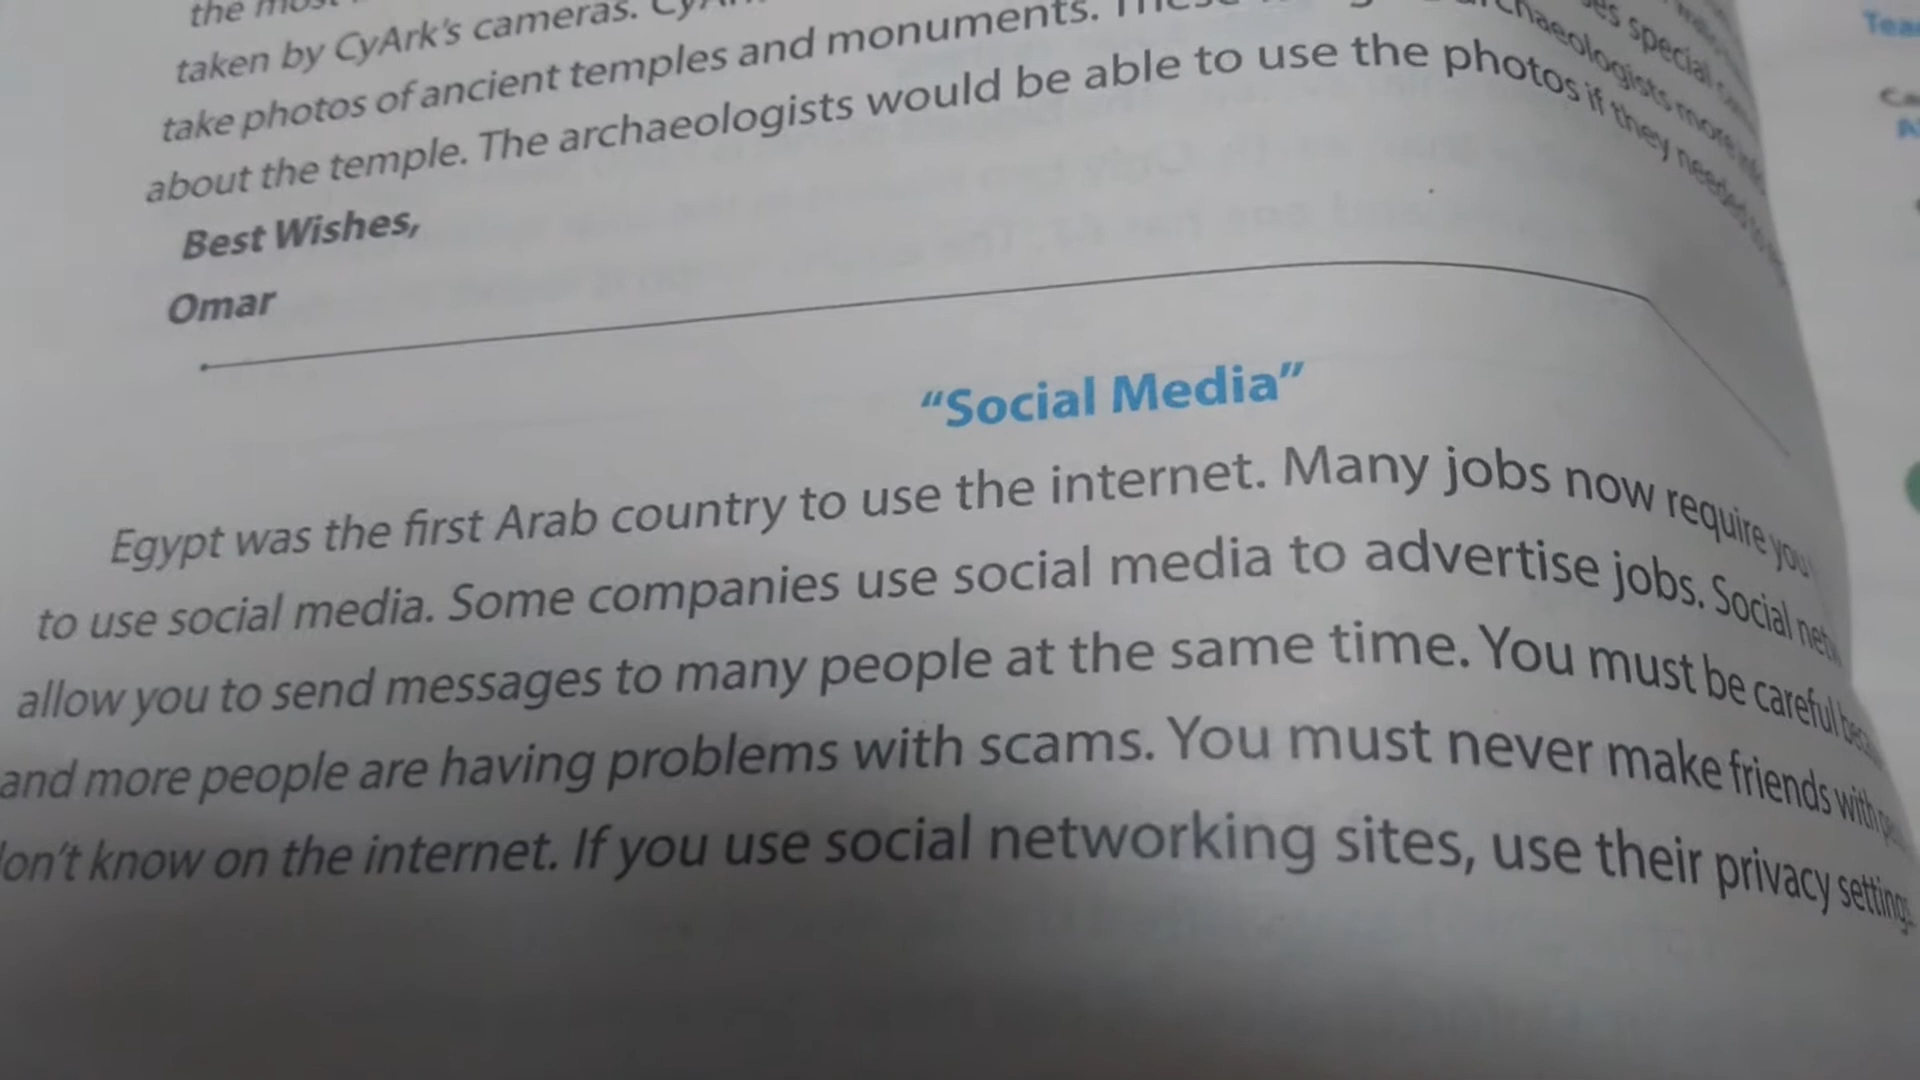 the
taken by CyArk's cameras.
take photos of ancient temples and monuments.
about the temple. The archaeologists would be able to use the photos if they needed to
Best Wishes,
Omar
"Social Media"
Egypt was the first Arab country to use the internet. Many jobs now require you
to use social media. Some companies use social media to advertise jobs. Social
allow you to send messages to many people at the same time. You must be careful
and more people are having problems with scams. You must never make friends with
know on the internet. If you use social networking sites, use their privacy